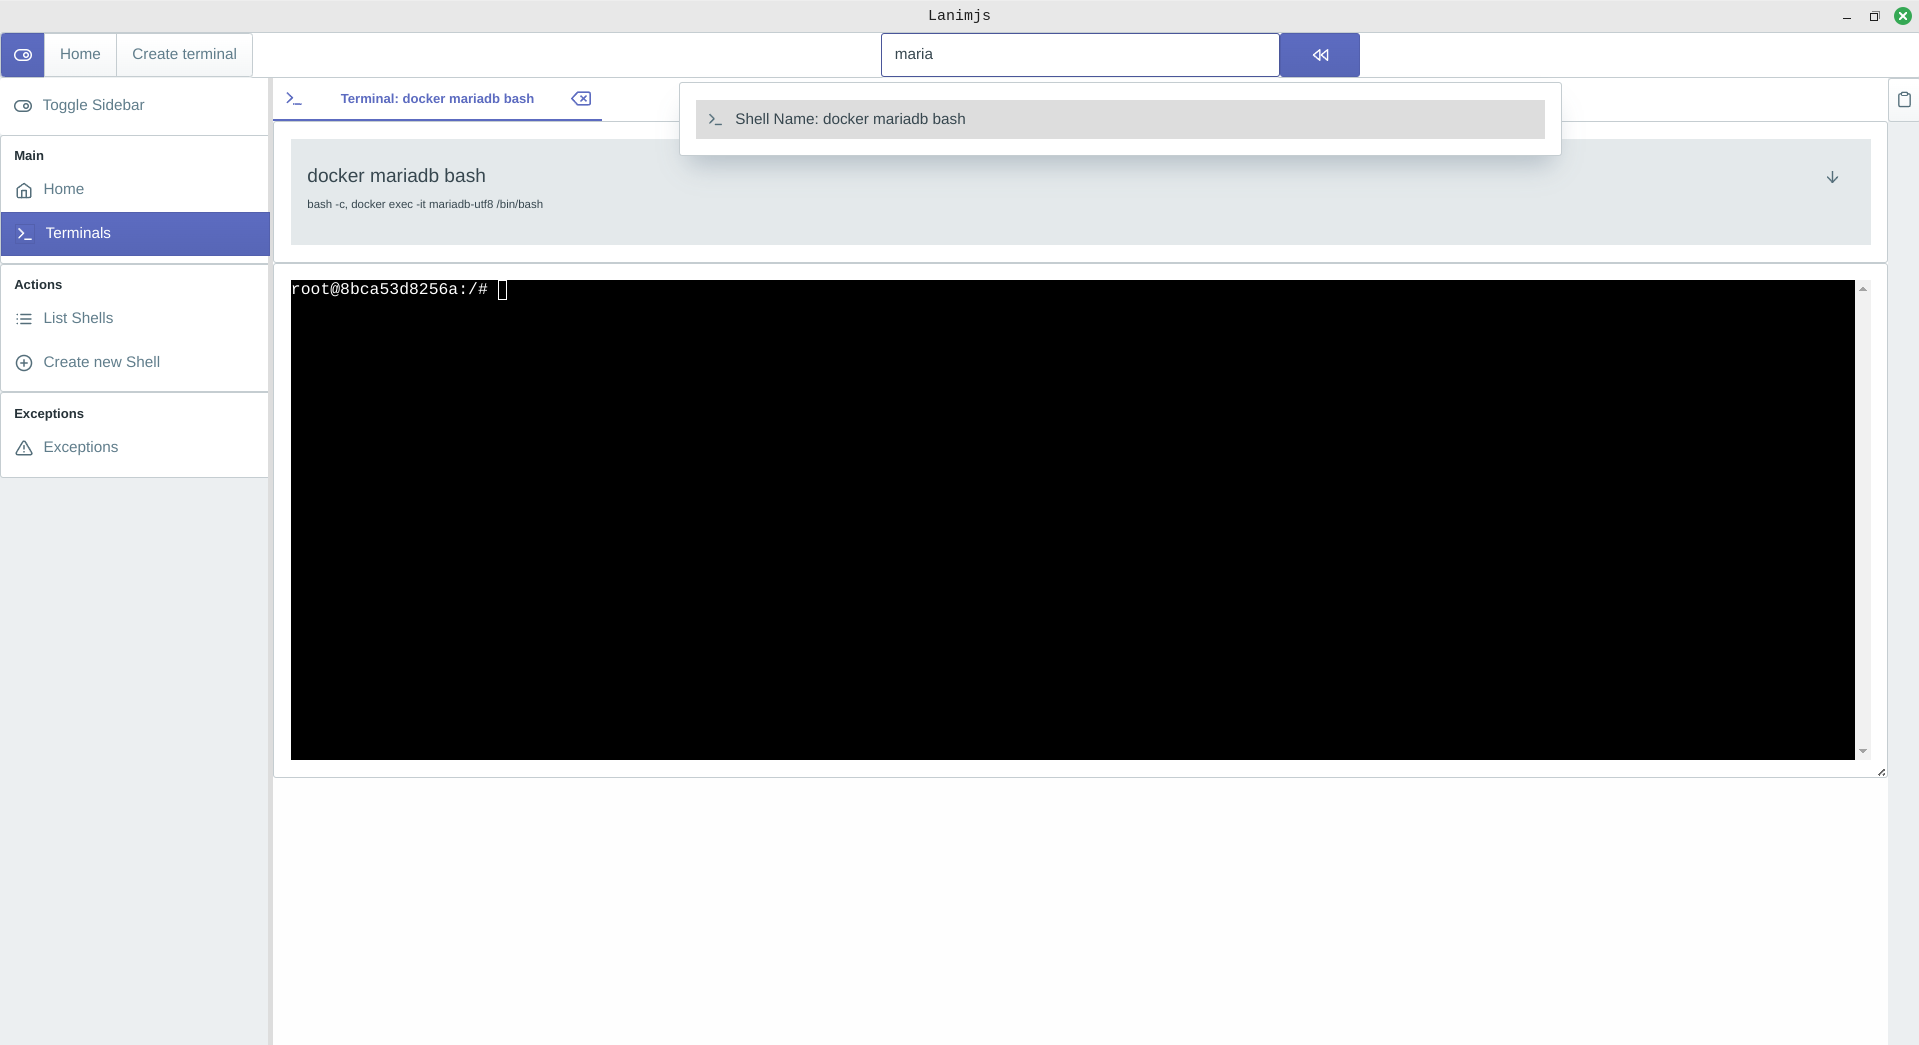 Lanimjs
Home
Create terminal
maria
Toggle Sidebar
Terminal: docker mariadb bash
Shell Name: docker mariadb bash
Main
Home
Terminals
docker mariadb bash
bash -c, docker exec -it mariadb-utf8 /bin/bash
Actions
List Shells
Create new Shell
Exceptions
Exceptions
root@8bca53d8256a:/#